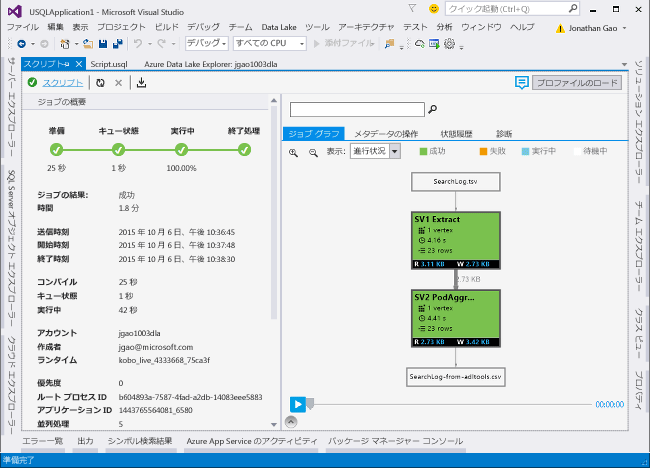 USQLApplication1 - Microsoft Visual Studio
クイック起動 (Ctrl+Q)
ファイル 編集 表示 プロジェクト ビルド デバッグ チーム Data Lake ツール アーキテクチャ テスト 分析 ウィンドウ ヘルプ Jonathan Gao
デバッグ すべての CPU 添付ファイル...
サーバー エクスプローラー
SQL Server オブジェクト エクスプローラー
クラウド エクスプローラー
スクリプト Script.usql Azure Data Lake Explorer: jgao1003dla
スクリプト
プロファイルのロード
ジョブの概要
準備 キュー状態 実行中 終了処理
25 秒 1 秒 100.00%
ジョブの結果: 成功
時間 1.8 分
送信時刻 2015 年 10 月 6 日、午後 10:36:45
開始時刻 2015 年 10 月 6 日、午後 10:37:48
終了時刻 2015 年 10 月 6 日、午後 10:38:30
コンパイル 25 秒
キュー状態 1 秒
実行中 42 秒
アカウント jgao1003dla
作成者 jgao@microsoft.com
ランタイム kobo_live_4333668_75ca3f
優先度 0
ルート プロセス ID b604893a-7587-4fad-a2db-14083eee5883
アプリケーション ID 1443765564081_6580
並列処理 5
ジョブ グラフ メタデータの操作 状態履歴 診断
表示: 進行状況 成功 失敗 実行中 待機中
SearchLog.tsv
SV1 Extract
1 vertex
4.16 s
23 rows
R 3.11 KB W 2.73 KB
2.73 KB
SV2 PodAggr...
1 vertex
4.41 s
23 rows
R 2.73 KB W 3.42 KB
SearchLog-from-adltools.csv
00:00:00
ソリューション エクスプローラー
チーム エクスプローラー
クラス ビュー
プロパティ
エラー一覧 出力 シンボル検索結果 Azure App Service のアクティビティ パッケージ マネージャー コンソール
準備完了